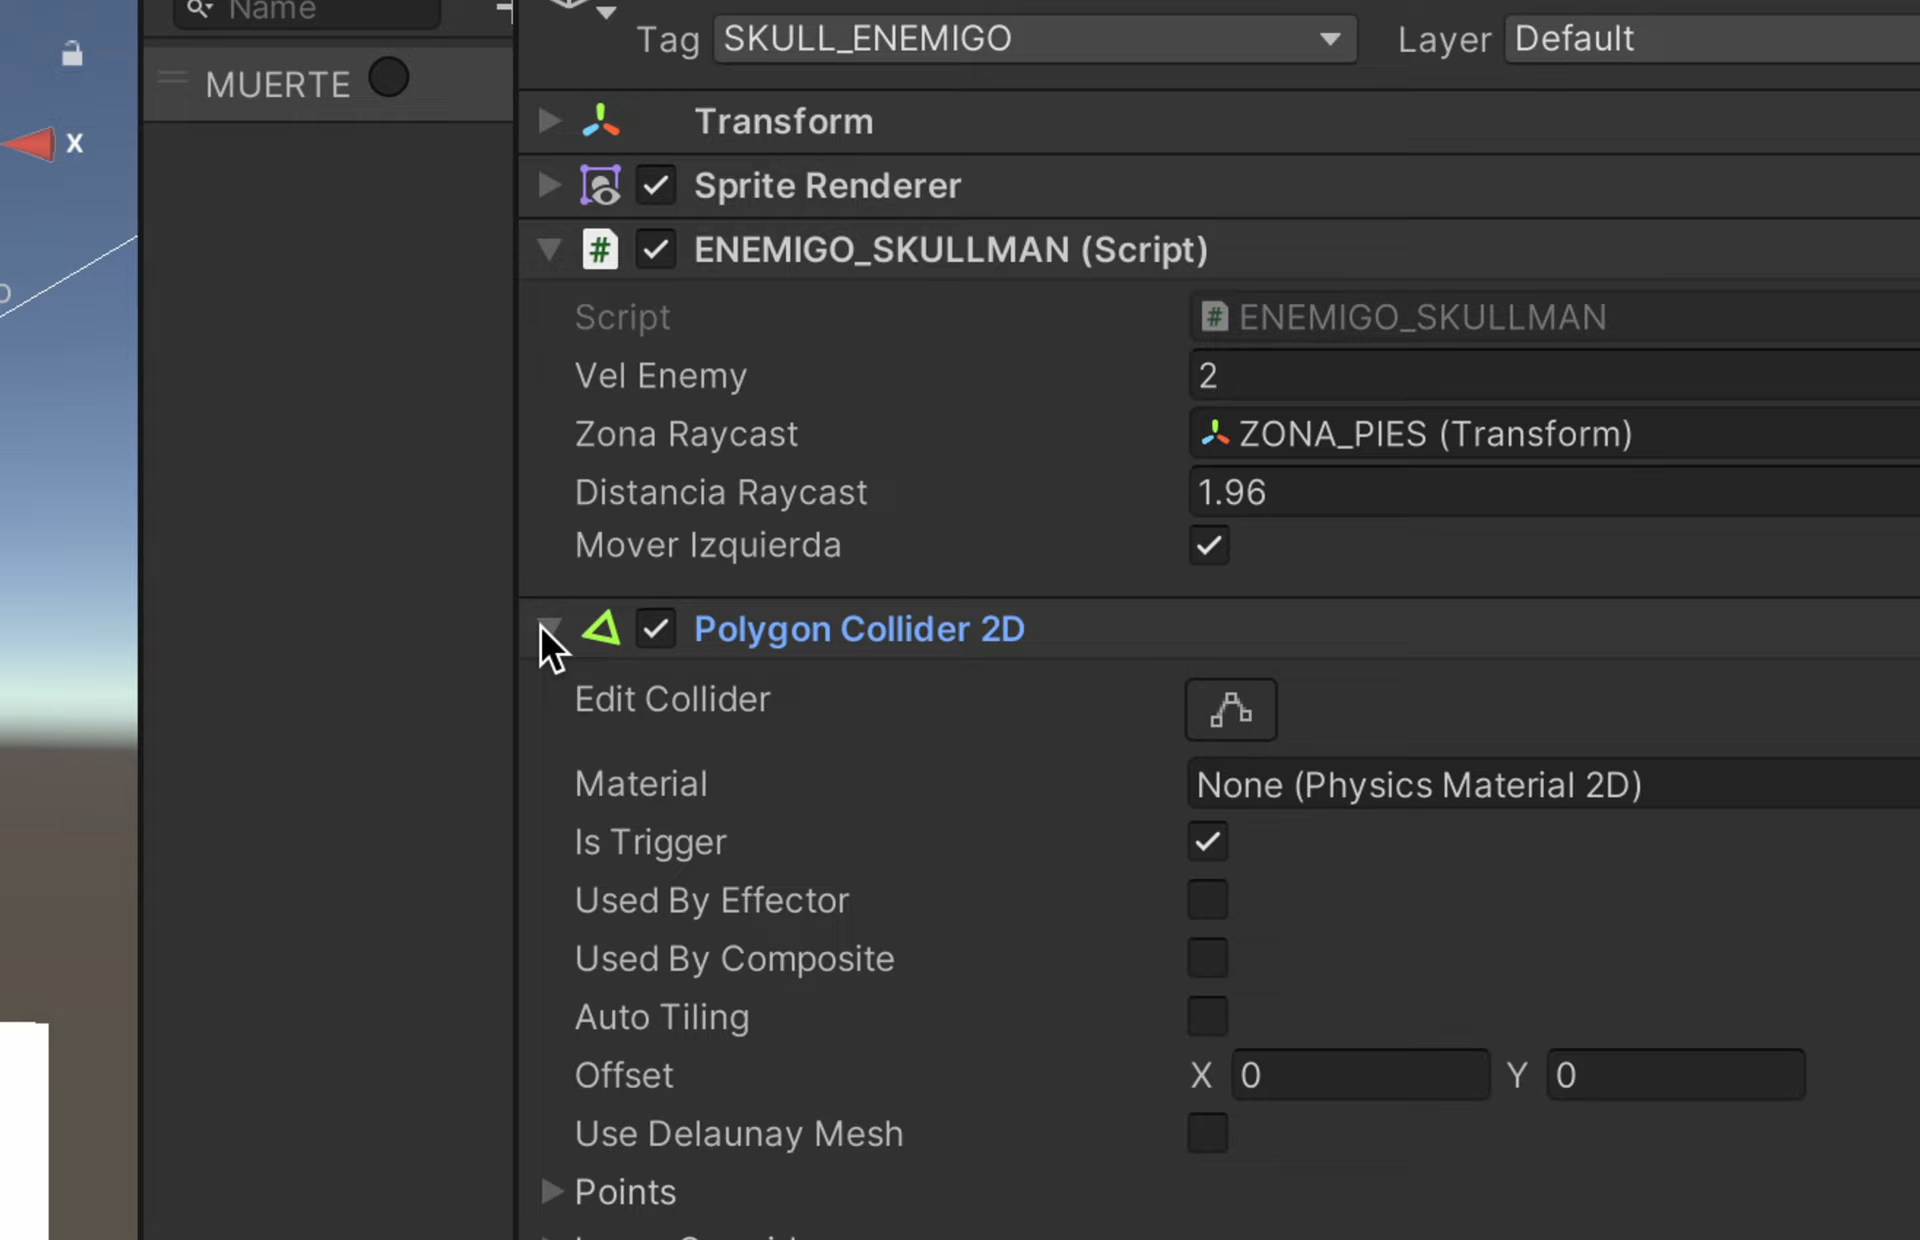 Name
MUERTE
X
Tag SKULL_ENEMIGO Layer Default
Transform
Sprite Renderer
# ENEMIGO_SKULLMAN (Script)
Script # ENEMIGO_SKULLMAN
Vel Enemy 2
Zona Raycast ZONA_PIES (Transform)
Distancia Raycast 1.96
Mover Izquierda
Polygon Collider 2D
Edit Collider
Material None (Physics Material 2D)
Is Trigger
Used By Effector
Used By Composite
Auto Tiling
Offset X 0 Y 0
Use Delaunay Mesh
Points